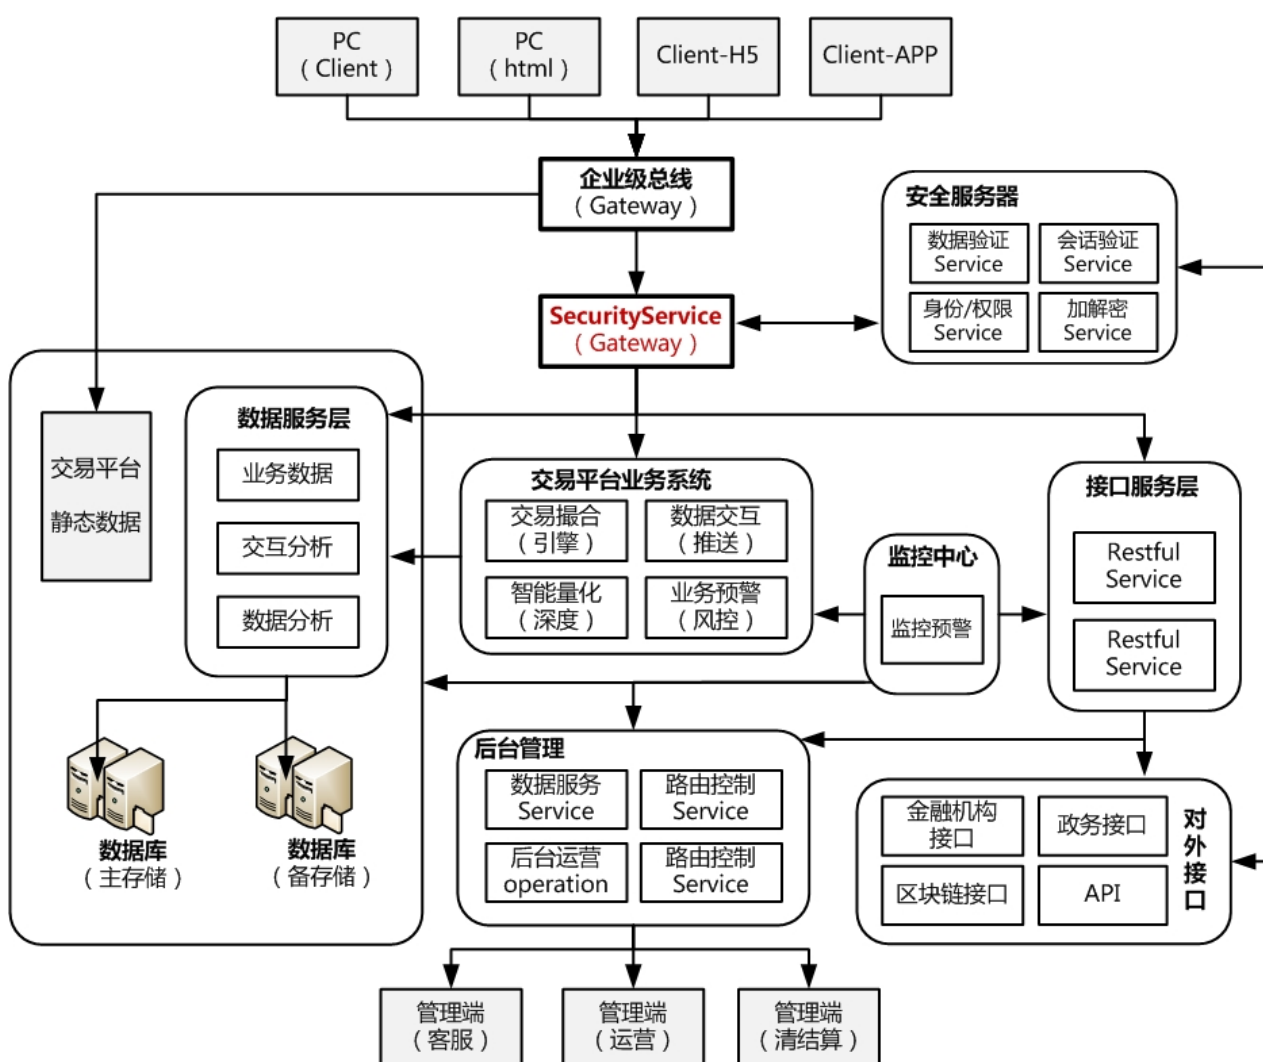 PC
（Client）
PC
（html）
Client-H5
Client-APP
企业级总线
（Gateway）
安全服务器
数据验证
Service
会话验证
Service
身份/权限
Service
加解密
Service
SecurityService
（Gateway）
交易平台
静态数据
数据服务层
业务数据
交互分析
数据分析
交易平台业务系统
交易撮合
（引擎）
数据交互
（推送）
智能量化
（深度）
业务预警
（风控）
监控中心
监控预警
接口服务层
Restful
Service
Restful
Service
数据库
（主存储）
数据库
（备存储）
后台管理
数据服务
Service
路由控制
Service
后台运营
operation
路由控制
Service
金融机构
接口
政务接口
区块链接口
API
对外接口
管理端
（客服）
管理端
（运营）
管理端
（清结算）